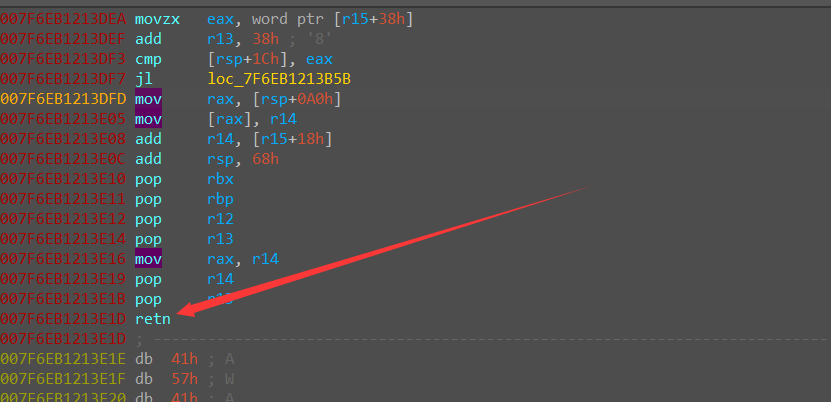 007F6EB1213DEA movzx eax, word ptr [r15+38h]
007F6EB1213DEF add r13, 38h ; '8'
007F6EB1213DF3 cmp [rsp+1Ch], eax
007F6EB1213DF7 jl loc_7F6EB1213B5B
007F6EB1213DFD mov rax, [rsp+0A0h]
007F6EB1213E05 mov [rax], r14
007F6EB1213E08 add r14, [r15+18h]
007F6EB1213E0C add rsp, 68h
007F6EB1213E10 pop rbx
007F6EB1213E11 pop rbp
007F6EB1213E12 pop r12
007F6EB1213E14 pop r13
007F6EB1213E16 mov rax, r14
007F6EB1213E19 pop r14
007F6EB1213E1B pop
007F6EB1213E1D retn
007F6EB1213E1D ; ---------------------------------------------------------------------------
007F6EB1213E1E db 41h ; A
007F6EB1213E1F db 57h ; W
007F6EB1213E20 db 41h ; A